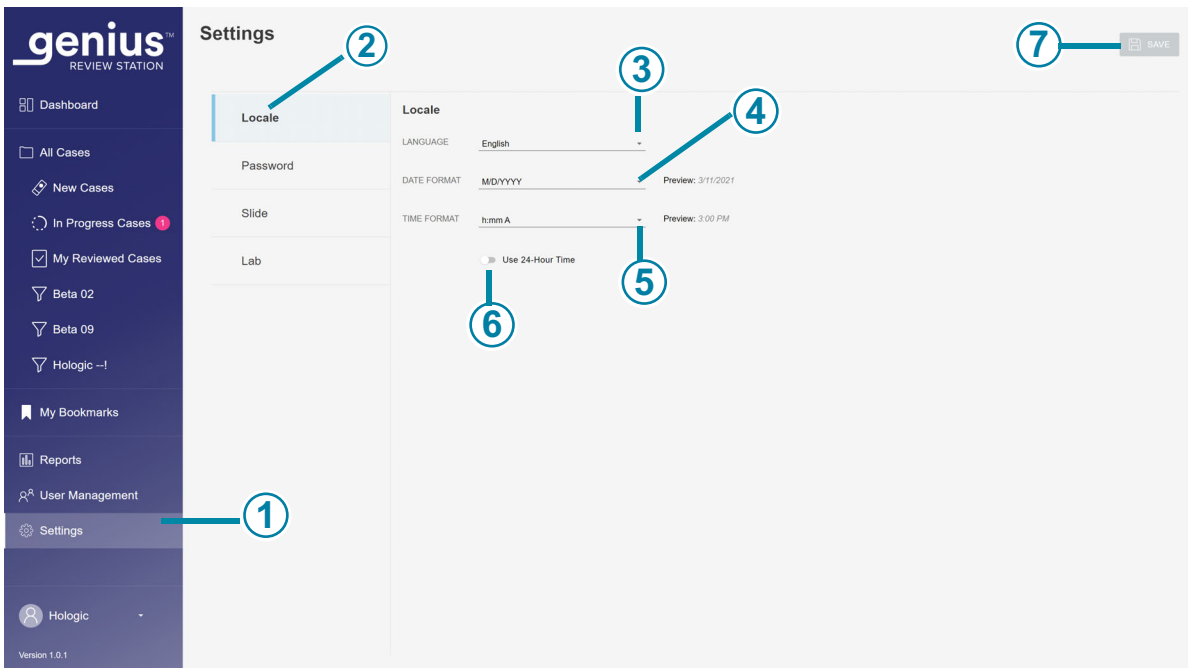 genius™
REVIEW STATION
Dashboard
All Cases
New Cases
In Progress Cases 1
My Reviewed Cases
Beta 02
Beta 09
Hologic --!
My Bookmarks
Reports
User Management
Settings
Hologic
Version 1.0.1
Settings
2
3
7
SAVE
Locale
Password
Slide
Lab
Locale
4
LANGUAGE English
DATE FORMAT M/D/YYYY Preview: 3/11/2021
TIME FORMAT h:mm A Preview: 3:00 PM
Use 24-Hour Time
5
6
1